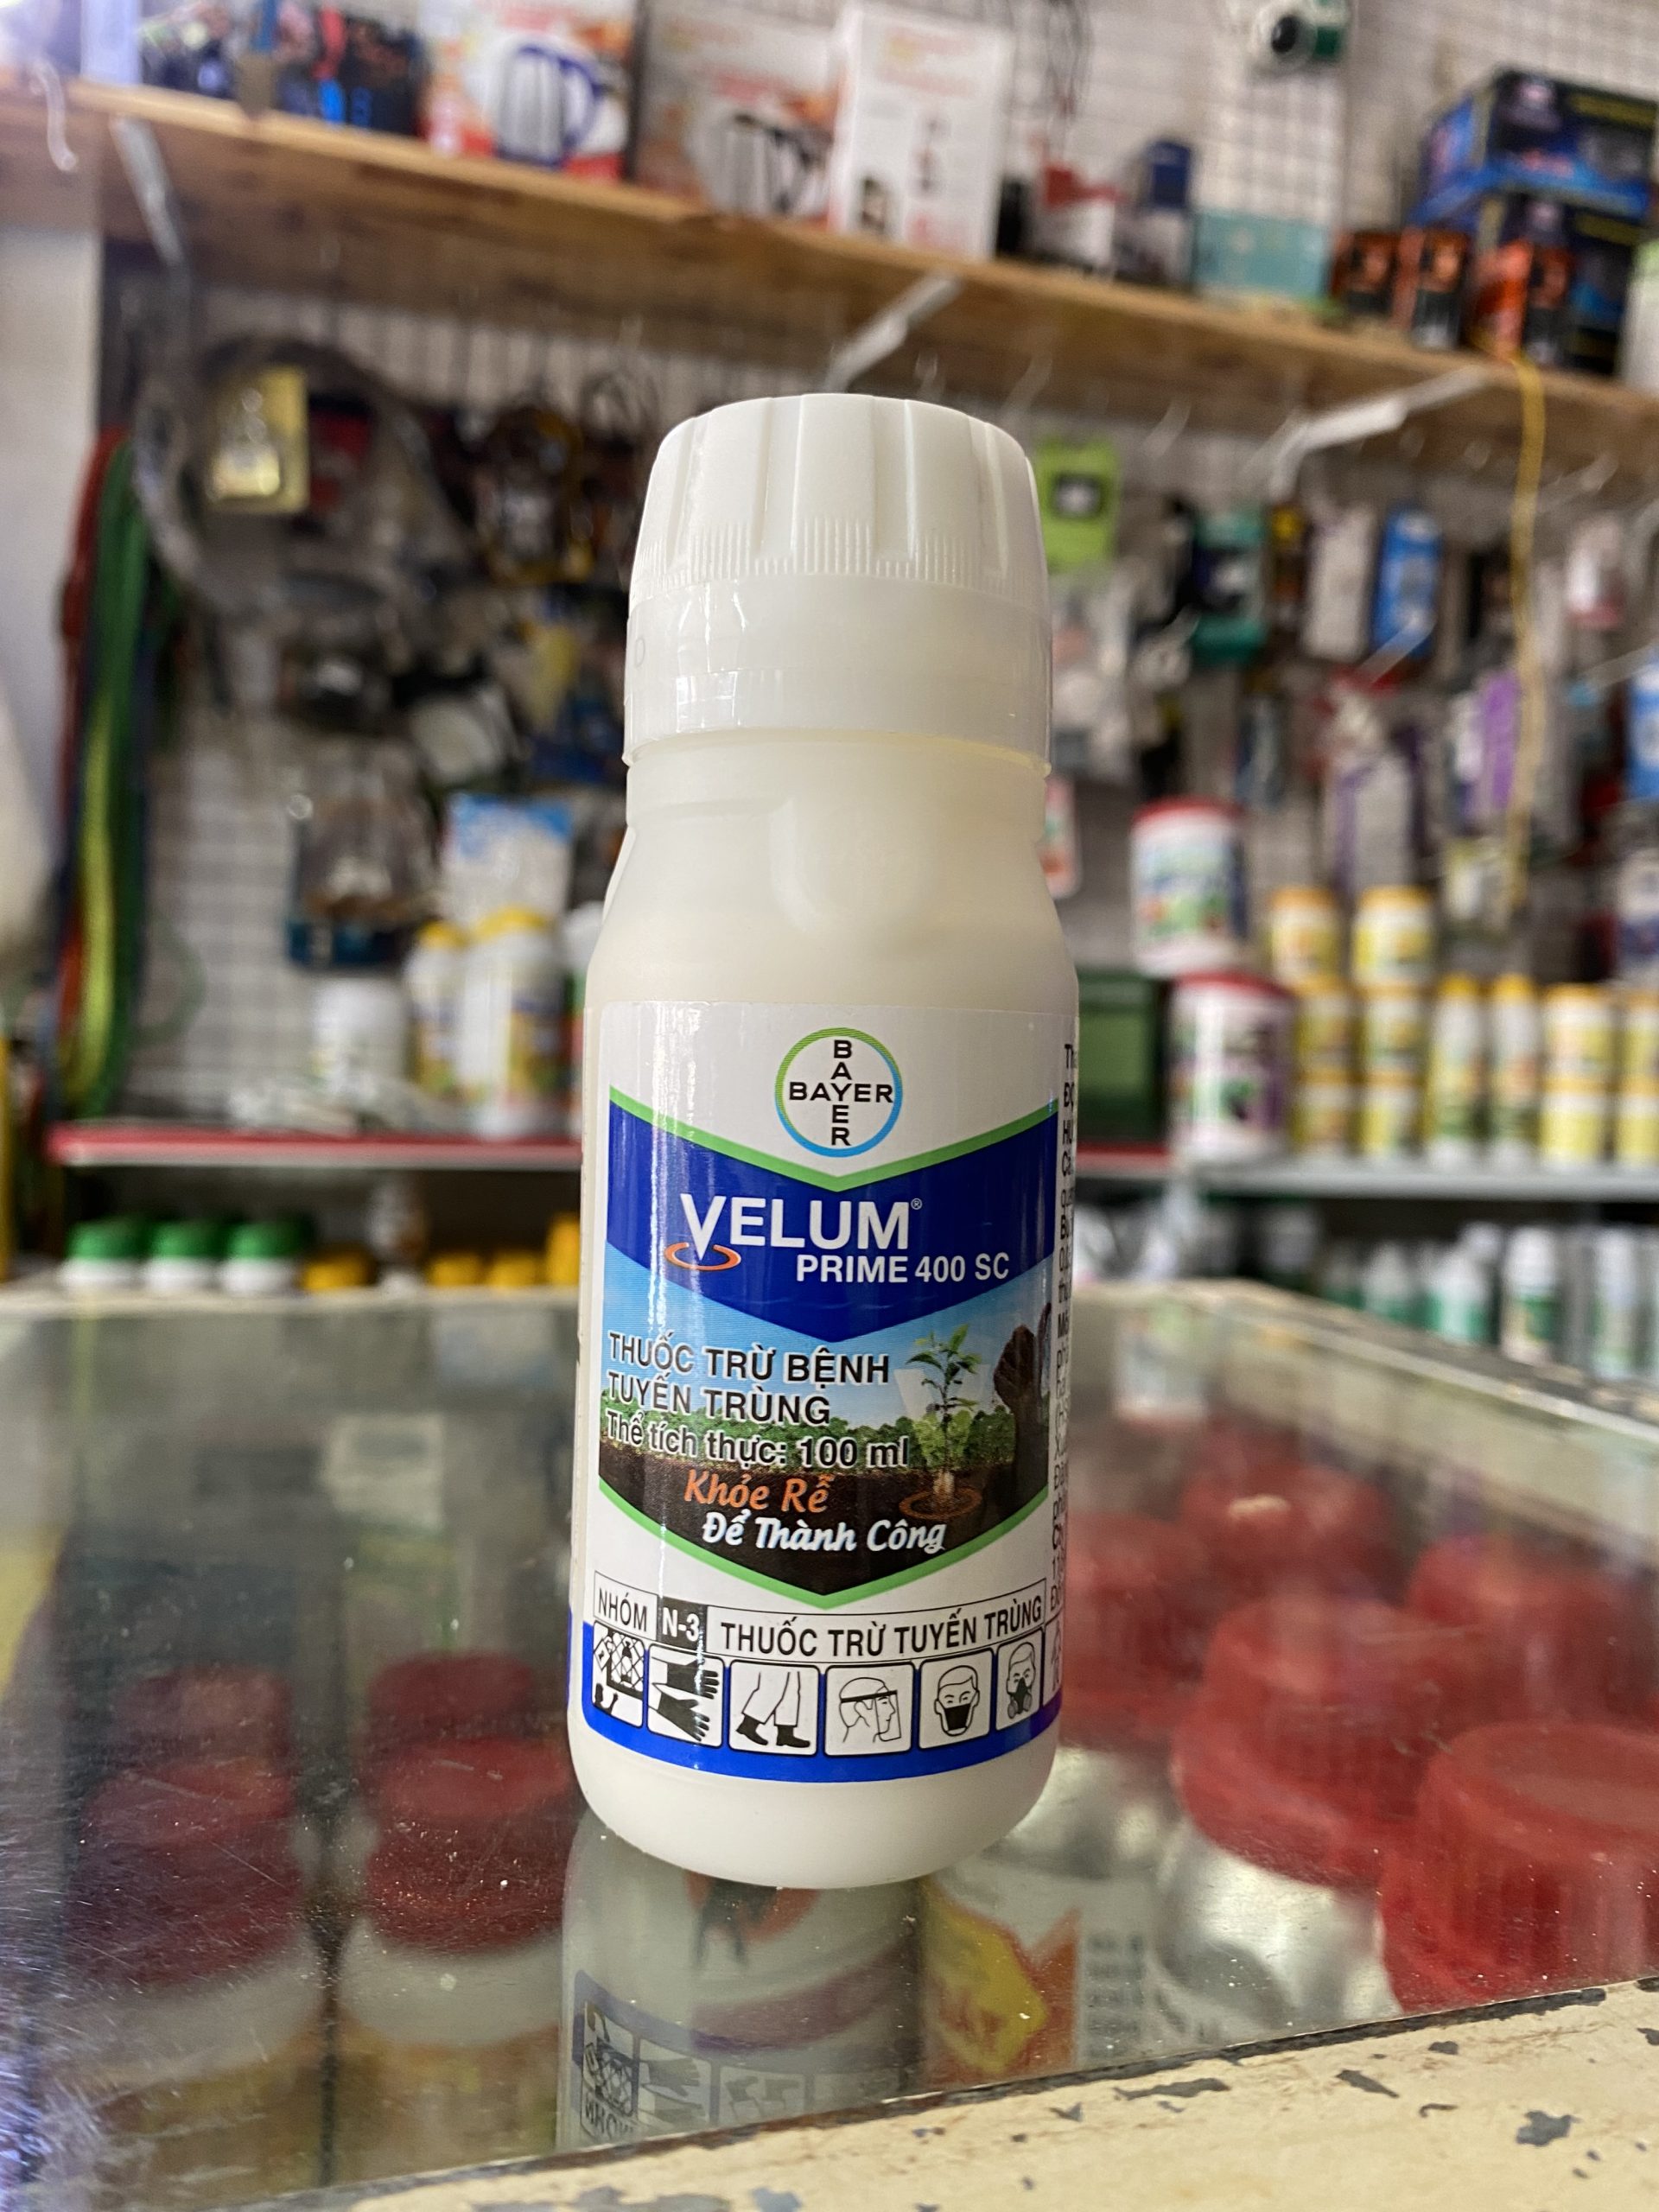 BAYER
BAYER
VELUM®
PRIME 400 SC
THUỐC TRỪ BỆNH
TUYẾN TRÙNG
Thể tích thực: 100 ml
Khỏe Rễ
Để Thành Công
NHÓM N-3 THUỐC TRỪ TUYẾN TRÙNG